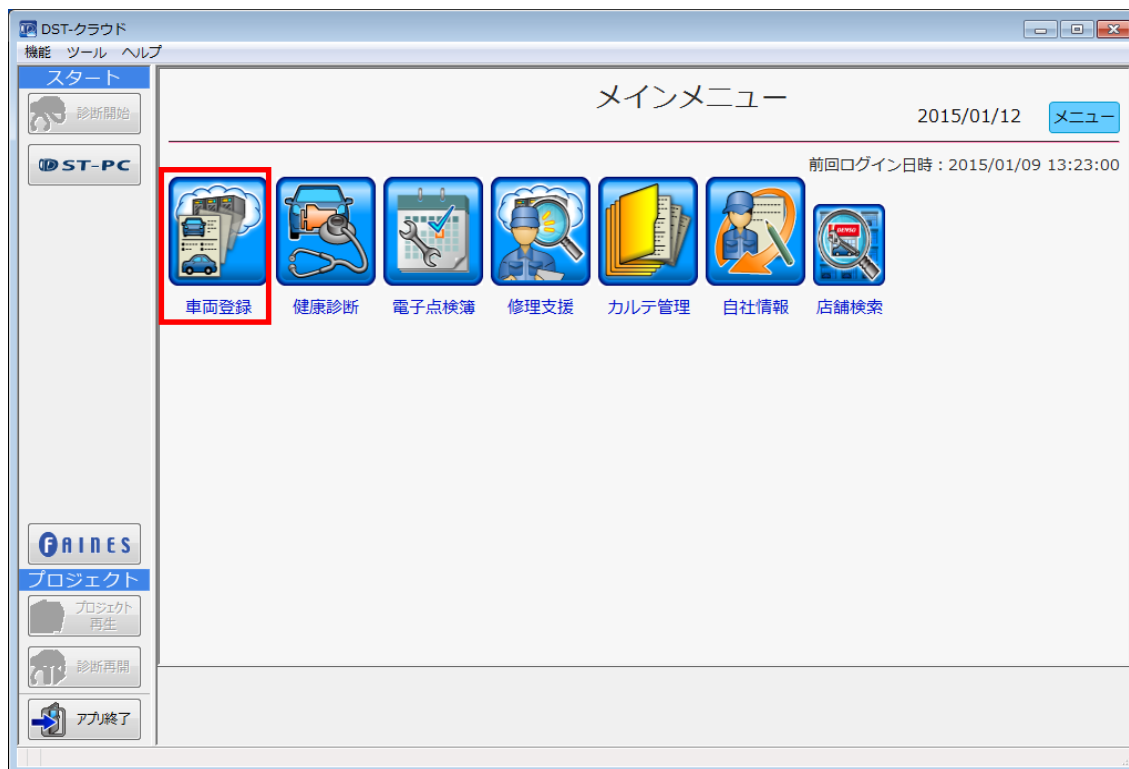 DST-クラウド
機能 ツール ヘルプ
スタート
診断開始
DST-PC
メインメニュー
2015/01/12
メニュー
前回ログイン日時：2015/01/09 13:23:00
DENSO
車両登録
健康診断
電子点検簿
修理支援
カルテ管理
自社情報
店舗検索
FAINES
プロジェクト
プロジェクト
再生
診断再開
アプリ終了